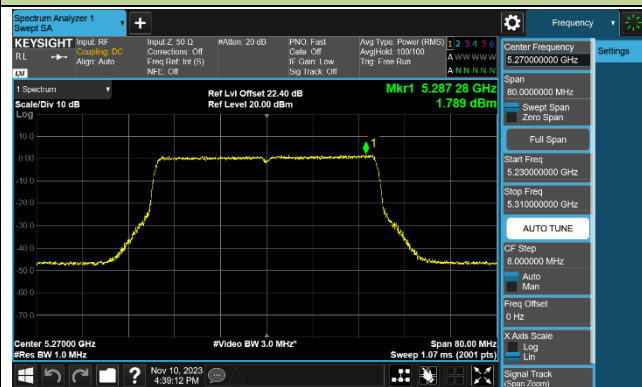 Spectrum Analyzer 1
Swept SA
Frequency
KEYSIGHT
RL
LXI
Input: RF
Coupling: DC
Align: Auto
Input Z: 50 Ω
Corrections: Off
Freq Ref: Int (S)
NFE: Off
#Atten: 20 dB
PNO: Fast
Gate: Off
IF Gain: Low
Sig Track: Off
Avg Type: Power (RMS)
Avg|Hold: 100/100
Trig: Free Run
1 2 3 4 5 6
A W W W W W
A N N N N N
Center Frequency
5.270000000 GHz
Settings
Span
80.0000000 MHz
Swept Span
Zero Span
Full Span
Start Freq
5.230000000 GHz
Stop Freq
5.310000000 GHz
AUTO TUNE
CF Step
8.000000 MHz
Auto
Man
Freq Offset
0 Hz
X Axis Scale
Log
Lin
Signal Track
(Span Zoom)
1 Spectrum
Scale/Div 10 dB
Log
Ref Lvl Offset 22.40 dB
Ref Level 20.00 dBm
Mkr1 5.287 28 GHz
1.789 dBm
1
10.0
0.00
-10.0
-20.0
-30.0
-40.0
-50.0
-60.0
-70.0
Center 5.27000 GHz
#Res BW 1.0 MHz
#Video BW 3.0 MHz*
Span 80.00 MHz
Sweep 1.07 ms (2001 pts)
?
Nov 10, 2023
4:39:12 PM